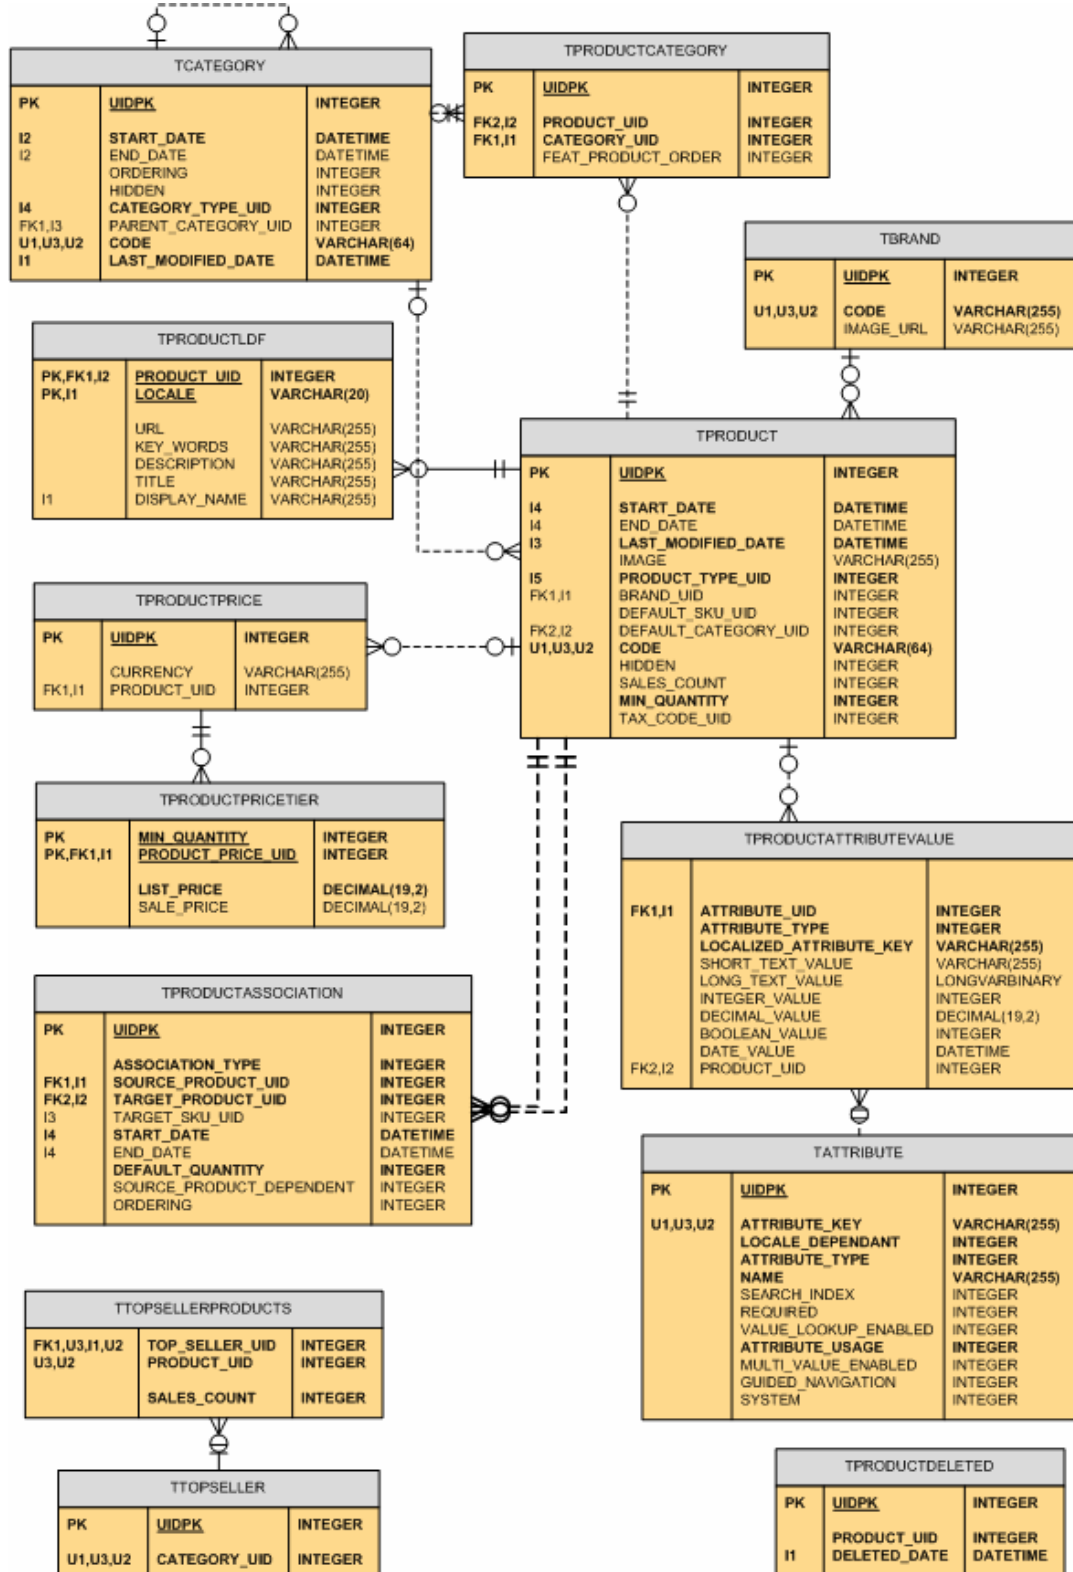 TCATEGORY
PK UIDPK INTEGER
I2 START_DATE DATETIME
I2 END_DATE DATETIME
ORDERING INTEGER
HIDDEN INTEGER
I4 CATEGORY_TYPE_UID INTEGER
FK1,I3 PARENT_CATEGORY_UID INTEGER
U1,U3,U2 CODE VARCHAR(64)
I1 LAST_MODIFIED_DATE DATETIME
TPRODUCTCATEGORY
PK UIDPK INTEGER
FK2,I2 PRODUCT_UID INTEGER
FK1,I1 CATEGORY_UID INTEGER
FEAT_PRODUCT_ORDER INTEGER
TBRAND
PK UIDPK INTEGER
U1,U3,U2 CODE VARCHAR(255)
IMAGE_URL VARCHAR(255)
TPRODUCTLDF
PK,FK1,I2 PRODUCT_UID INTEGER
PK,I1 LOCALE VARCHAR(20)
URL VARCHAR(255)
KEY_WORDS VARCHAR(255)
DESCRIPTION VARCHAR(255)
TITLE VARCHAR(255)
I1 DISPLAY_NAME VARCHAR(255)
TPRODUCT
PK UIDPK INTEGER
I4 START_DATE DATETIME
I4 END_DATE DATETIME
I3 LAST_MODIFIED_DATE DATETIME
IMAGE VARCHAR(255)
I5 PRODUCT_TYPE_UID INTEGER
FK1,I1 BRAND_UID INTEGER
DEFAULT_SKU_UID INTEGER
FK2,I2 DEFAULT_CATEGORY_UID INTEGER
U1,U3,U2 CODE VARCHAR(64)
HIDDEN INTEGER
SALES_COUNT INTEGER
MIN_QUANTITY INTEGER
TAX_CODE_UID INTEGER
TPRODUCTPRICE
PK UIDPK INTEGER
CURRENCY VARCHAR(255)
FK1,I1 PRODUCT_UID INTEGER
TPRODUCTPRICETIER
PK MIN_QUANTITY INTEGER
PK,FK1,I1 PRODUCT_PRICE_UID INTEGER
LIST_PRICE DECIMAL(19,2)
SALE_PRICE DECIMAL(19,2)
TPRODUCTATTRIBUTEVALUE
FK1,I1 ATTRIBUTE_UID INTEGER
ATTRIBUTE_TYPE INTEGER
LOCALIZED_ATTRIBUTE_KEY VARCHAR(255)
SHORT_TEXT_VALUE VARCHAR(255)
LONG_TEXT_VALUE LONGVARBINARY
INTEGER_VALUE INTEGER
DECIMAL_VALUE DECIMAL(19,2)
BOOLEAN_VALUE INTEGER
DATE_VALUE DATETIME
FK2,I2 PRODUCT_UID INTEGER
TPRODUCTASSOCIATION
PK UIDPK INTEGER
ASSOCIATION_TYPE INTEGER
FK1,I1 SOURCE_PRODUCT_UID INTEGER
FK2,I2 TARGET_PRODUCT_UID INTEGER
I3 TARGET_SKU_UID INTEGER
I4 START_DATE DATETIME
I4 END_DATE DATETIME
DEFAULT_QUANTITY INTEGER
SOURCE_PRODUCT_DEPENDENT INTEGER
ORDERING INTEGER
TATTRIBUTE
PK UIDPK INTEGER
U1,U3,U2 ATTRIBUTE_KEY VARCHAR(255)
LOCALE_DEPENDANT INTEGER
ATTRIBUTE_TYPE INTEGER
NAME VARCHAR(255)
SEARCH_INDEX INTEGER
REQUIRED INTEGER
VALUE_LOOKUP_ENABLED INTEGER
ATTRIBUTE_USAGE INTEGER
MULTI_VALUE_ENABLED INTEGER
GUIDED_NAVIGATION INTEGER
SYSTEM INTEGER
TTOPSELLERPRODUCTS
FK1,U3,I1,U2 TOP_SELLER_UID INTEGER
U3,U2 PRODUCT_UID INTEGER
SALES_COUNT INTEGER
TTOPSELLER
PK UIDPK INTEGER
U1,U3,U2 CATEGORY_UID INTEGER
TPRODUCTDELETED
PK UIDPK INTEGER
PRODUCT_UID INTEGER
I1 DELETED_DATE DATETIME